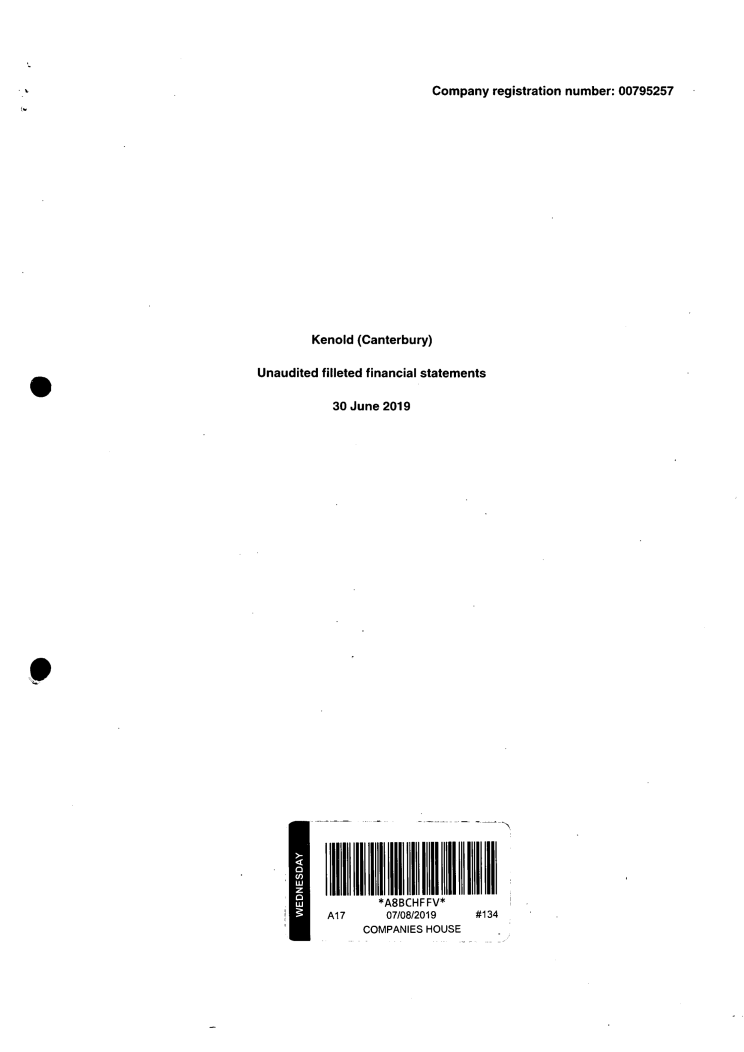 Company registration number: 00795257
Kenold (Canterbury)
Unaudited filleted financial statements
30 June 2019
WEDNESDAY
*A8BCHFFV*
A17 07/08/2019 #134
COMPANIES HOUSE